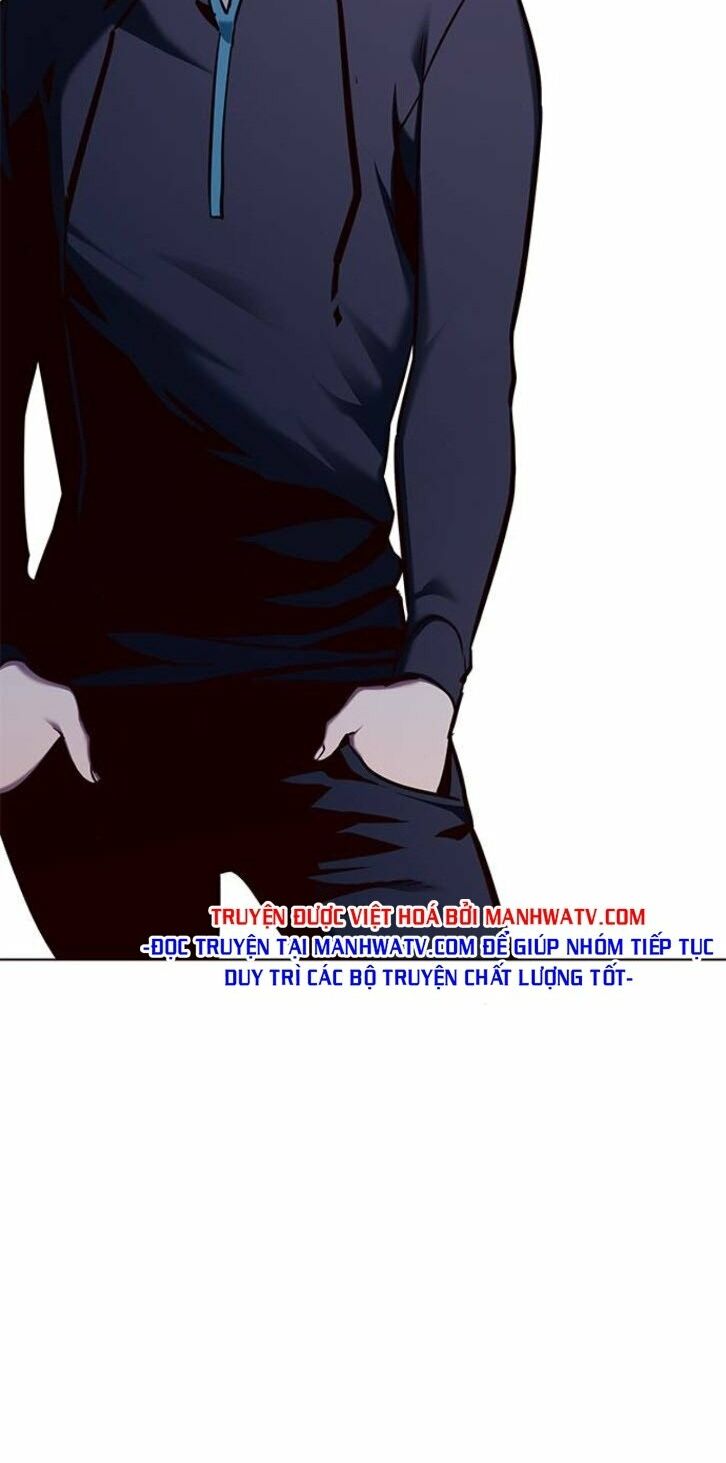 TRUYỆN ĐƯỢC VIỆT HOÁ BỞI MANHWATV.COM
-ĐỌC TRUYỆN TẠI MANHWATV.COM ĐỂ GIÚP NHÓM TIẾP TỤC
DUY TRÌ CÁC BỘ TRUYỆN CHẤT LƯỢNG TỐT-